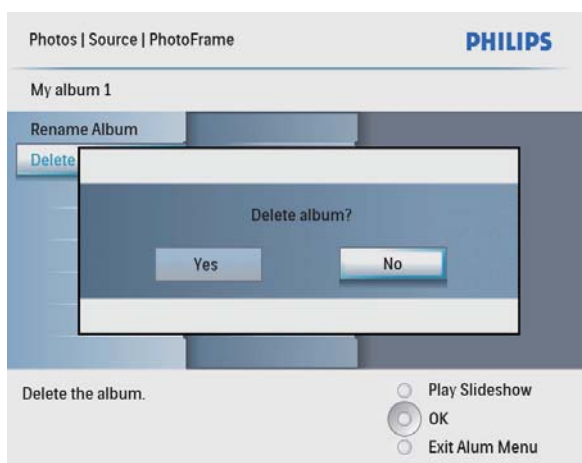 Photos | Source | PhotoFrame
PHILIPS
My album 1
Rename Album
Delete
Delete album?
Yes
No
Delete the album.
Play Slideshow
OK
Exit Alum Menu